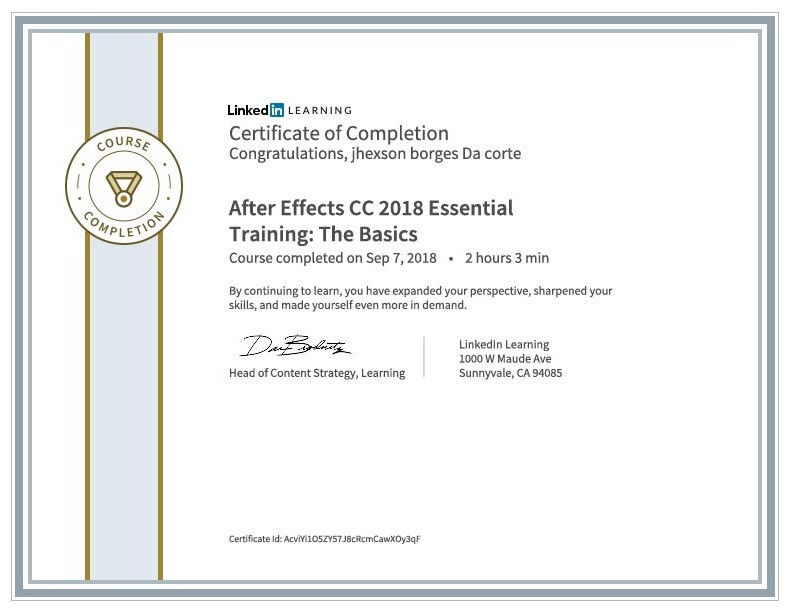 COURSE
COMPLETION
Linked in LEARNING
Certificate of Completion
Congratulations, jhexson borges Da corte
After Effects CC 2018 Essential
Training: The Basics
Course completed on Sep 7, 2018 • 2 hours 3 min
By continuing to learn, you have expanded your perspective, sharpened your
skills, and made yourself even more in demand.
Head of Content Strategy, Learning
LinkedIn Learning
1000 W Maude Ave
Sunnyvale, CA 94085
Certificate Id: AcviYi1O5ZY57J8cRcmCawXOy3qF